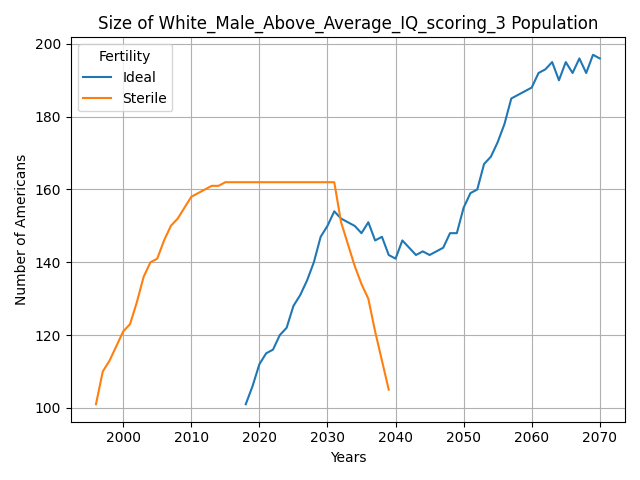 Size of White_Male_Above_Average_IQ_scoring_3 Population
Fertility
Ideal
Sterile
Number of Americans
200
180
160
140
120
100
2000 2010 2020 2030 2040 2050 2060 2070
Years